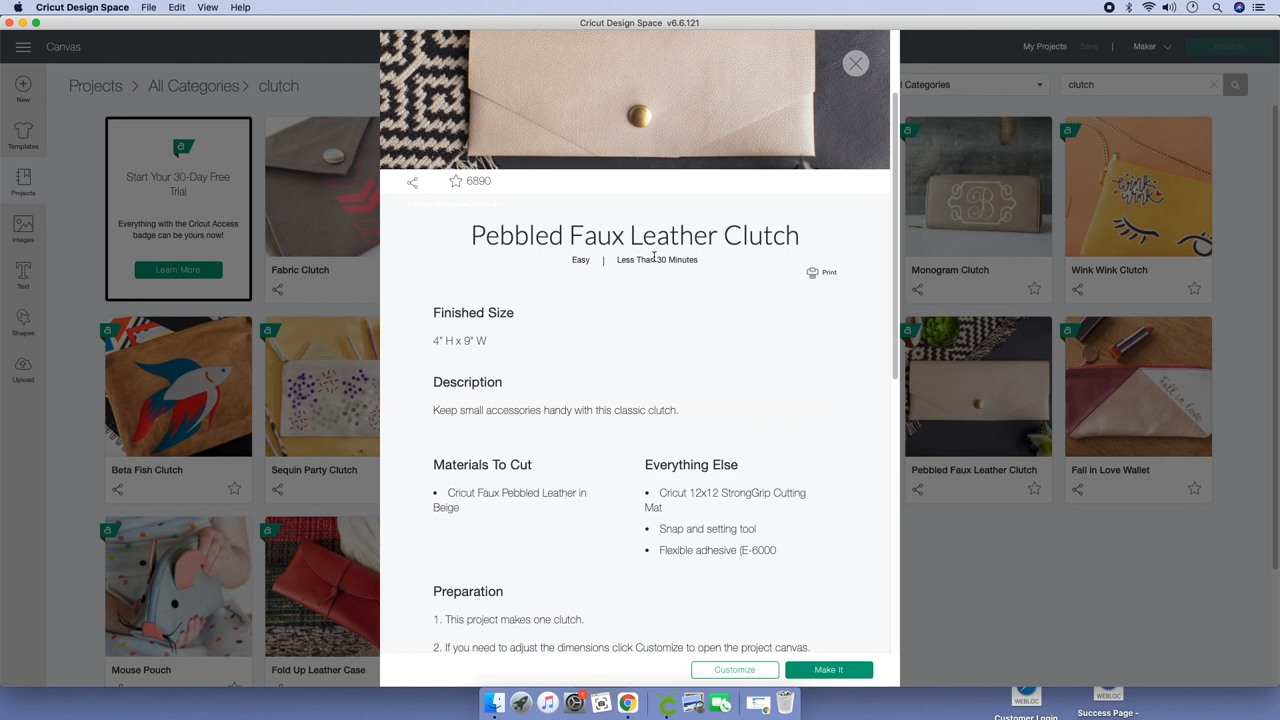 Cricut Design Space File Edit View Help
Cricut Design Space v6.6.121
Canvas
My Projects Save | Maker
New
Templates
Projects
Images
Text
Shapes
Upload
Projects > All Categories > clutch
l Categories
clutch
Start Your 30-Day Free
Trial
Everything with the Cricut Access
badge can be yours now!
Learn More
Fabric Clutch
Monogram Clutch
B
Wink Wink Clutch
wink
wink
Beta Fish Clutch
Sequin Party Clutch
Pebbled Faux Leather Clutch
Fall in Love Wallet
Fall in Love
Mouse Pouch
Fold Up Leather Case
6890
Pebbled Faux Leather Clutch
Easy | Less Than 30 Minutes
Print
Finished Size
4" H x 9" W
Description
Keep small accessories handy with this classic clutch.
Materials To Cut
• Cricut Faux Pebbled Leather in
Beige
Everything Else
• Cricut 12x12 StrongGrip Cutting
Mat
• Snap and setting tool
• Flexible adhesive (E-6000
Preparation
1. This project makes one clutch.
2. If you need to adjust the dimensions click Customize to open the project canvas.
Customize
Make It
WEBLOC
WEBLOC
Customer Login
Success Page -